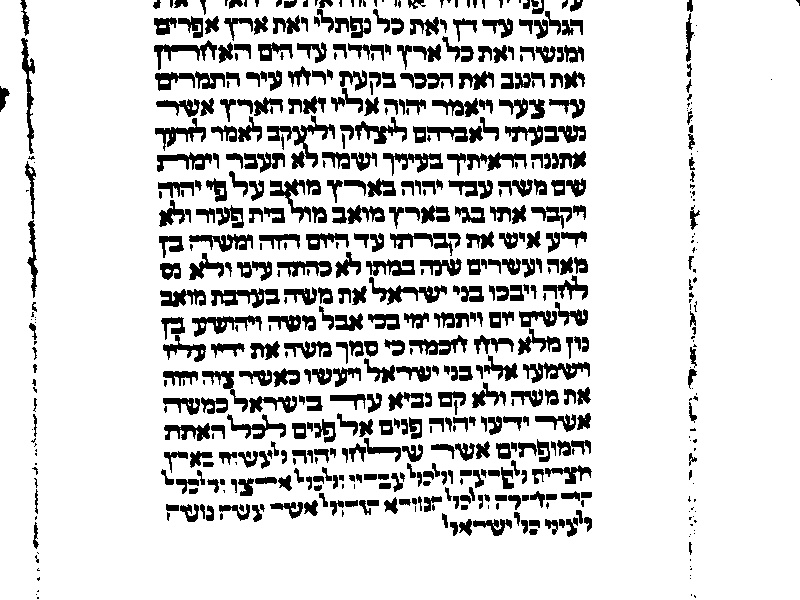 על פני
הגלעד עד דן ואת כל נפתלי ואת ארץ אפרים
ומנשה ואת כל ארץ יהודה עד הים האחרון
ואת הנגב ואת הככר בקעת ירחו עיר התמרים
עד צער ויאמר יהוה אליו זאת הארץ אשר
נשבעתי לאברהם ליצחק וליעקב לאמר לזרעך
אתננה הראיתיך בעיניך ושמה לא תעבר וימת
שם משה עבד יהוה בארץ מואב על פי יהוה
ויקבר אתו בגי בארץ מואב מול בית פעור ולא
ידע איש את קברתו עד היום הזה ומשה בן
מאה ועשרים שנה במתו לא כהתה עינו ולא נס
לחה ויבכו בני ישראל את משה בערבת מואב
שלשים יום ויתמו ימי בכי אבל משה ויהושע בן
נון מלא רוח חכמה כי סמך משה את ידיו עליו
וישמעו אליו בני ישראל ויעשו כאשר צוה יהוה
את משה ולא קם נביא עוד בישראל כמשה
אשר ידעו יהוה פנים אל פנים לכל האתת
והמופתים אשר שלחו יהוה לעשות בארץ
מצרים לפרעה ולכל עבדיו ולכל ארצו ולכל
היד החזקה ולכל המורא הגדול אשר עשה משה
לעיני כל ישראל